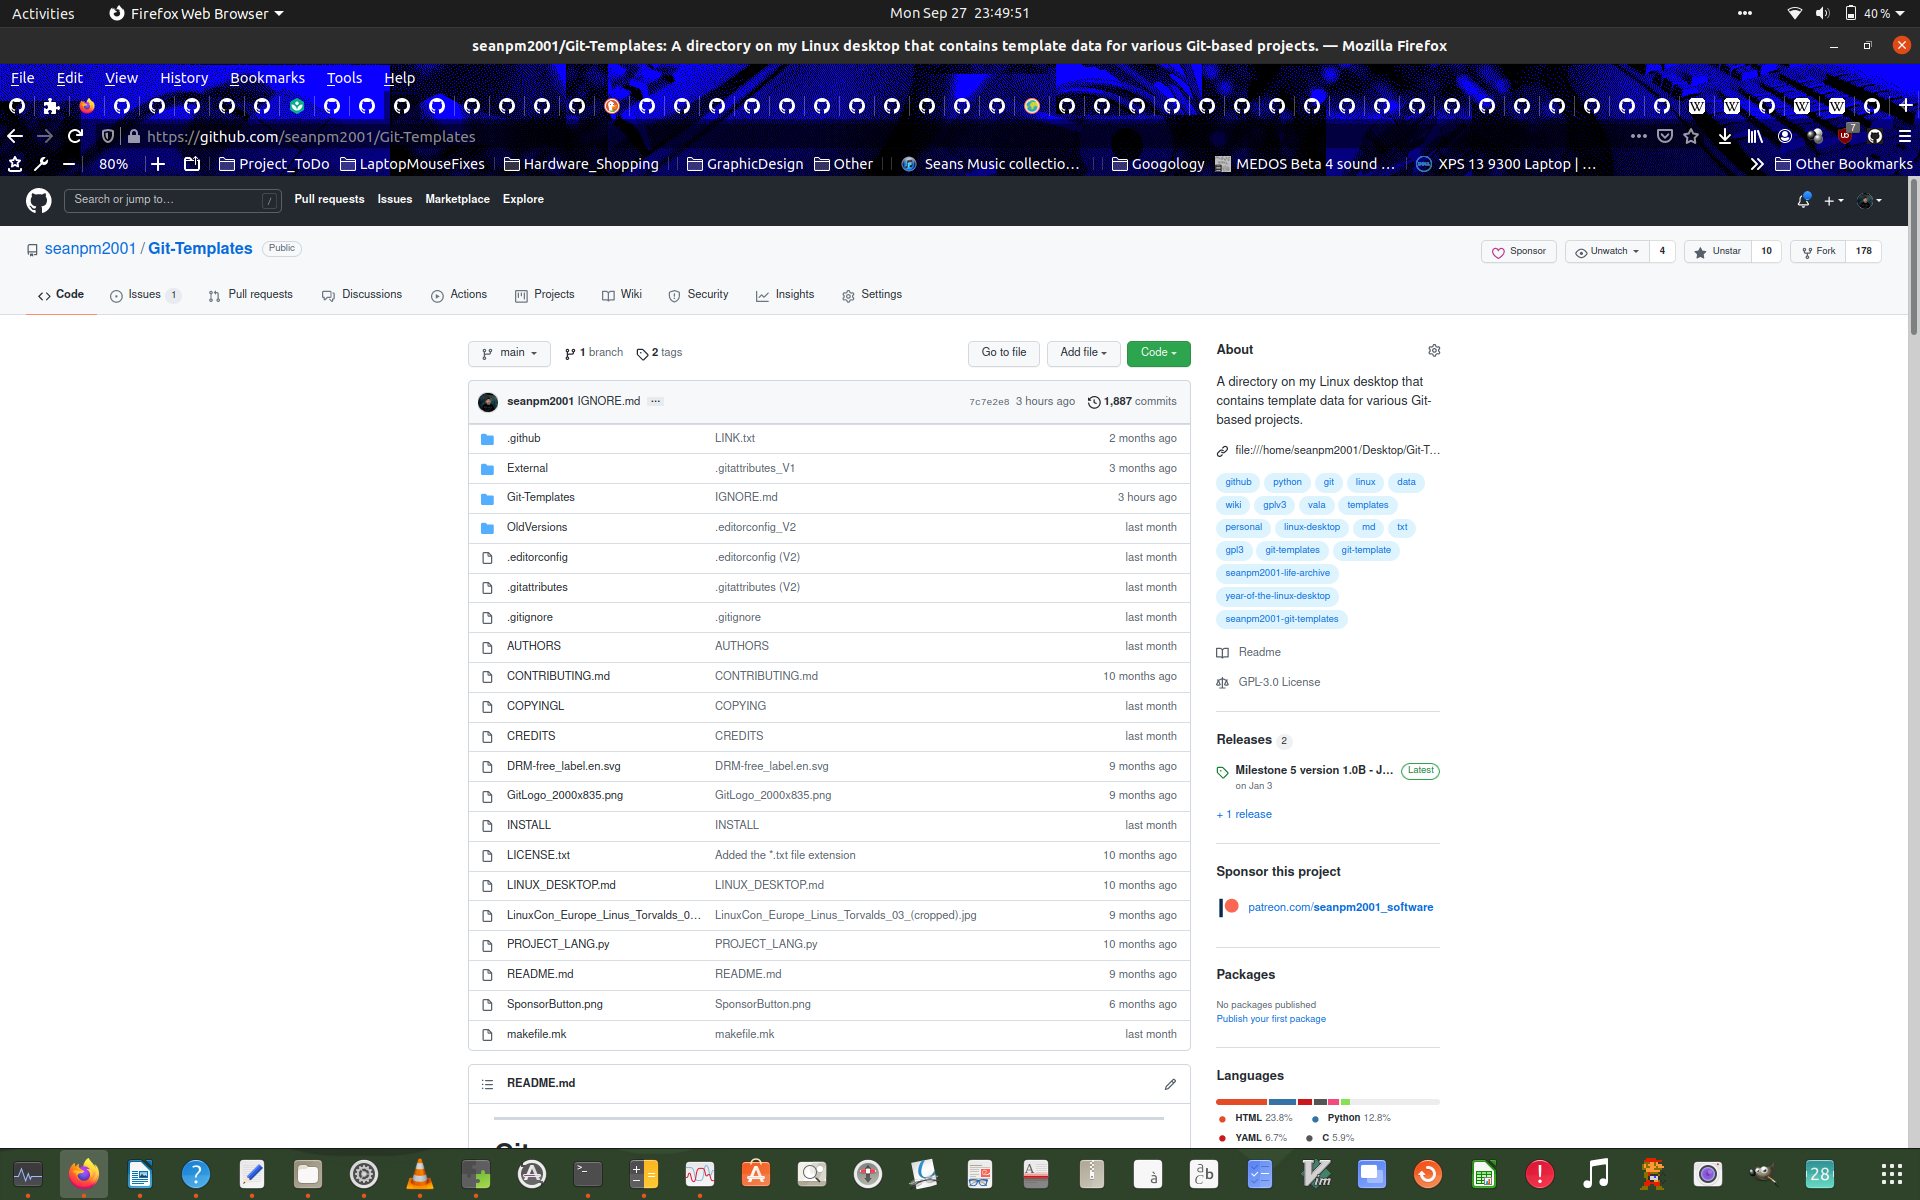 Activities Firefox Web Browser Mon Sep 27 23:49:51 40 %
seanpm2001/Git-Templates: A directory on my Linux desktop that contains template data for various Git-based projects. — Mozilla Firefox
File Edit View History Bookmarks Tools Help
https://github.com/seanpm2001/Git-Templates 7
80% Project_ToDo LaptopMouseFixes Hardware_Shopping GraphicDesign Other Seans Music collectio… Googology MEDOS Beta 4 sound … XPS 13 9300 Laptop | … Other Bookmarks
Search or jump to… / Pull requests Issues Marketplace Explore
seanpm2001 / Git-Templates Public Sponsor Unwatch 4 Unstar 10 Fork 178
Code Issues 1 Pull requests Discussions Actions Projects Wiki Security Insights Settings
main 1 branch 2 tags Go to file Add file Code
seanpm2001 IGNORE.md ... 7c7e2e8 3 hours ago 1,887 commits
.github LINK.txt 2 months ago
External .gitattributes_V1 3 months ago
Git-Templates IGNORE.md 3 hours ago
OldVersions .editorconfig_V2 last month
.editorconfig .editorconfig (V2) last month
.gitattributes .gitattributes (V2) last month
.gitignore .gitignore last month
AUTHORS AUTHORS last month
CONTRIBUTING.md CONTRIBUTING.md 10 months ago
COPYINGL COPYING last month
CREDITS CREDITS last month
DRM-free_label.en.svg DRM-free_label.en.svg 9 months ago
GitLogo_2000x835.png GitLogo_2000x835.png 9 months ago
INSTALL INSTALL last month
LICENSE.txt Added the *.txt file extension 10 months ago
LINUX_DESKTOP.md LINUX_DESKTOP.md 10 months ago
LinuxCon_Europe_Linus_Torvalds_0… LinuxCon_Europe_Linus_Torvalds_03_(cropped).jpg 9 months ago
PROJECT_LANG.py PROJECT_LANG.py 10 months ago
README.md README.md 9 months ago
SponsorButton.png SponsorButton.png 6 months ago
makefile.mk makefile.mk last month
README.md
About
A directory on my Linux desktop that
contains template data for various Git-
based projects.
file:///home/seanpm2001/Desktop/Git-T…
github python git linux data
wiki gplv3 vala templates
personal linux-desktop md txt
gpl3 git-templates git-template
seanpm2001-life-archive
year-of-the-linux-desktop
seanpm2001-git-templates
Readme
GPL-3.0 License
Releases 2
Milestone 5 version 1.0B - J… Latest
on Jan 3
+ 1 release
Sponsor this project
patreon.com/seanpm2001_software
Packages
No packages published
Publish your first package
Languages
HTML 23.8% Python 12.8%
YAML 6.7% C 5.9%
28